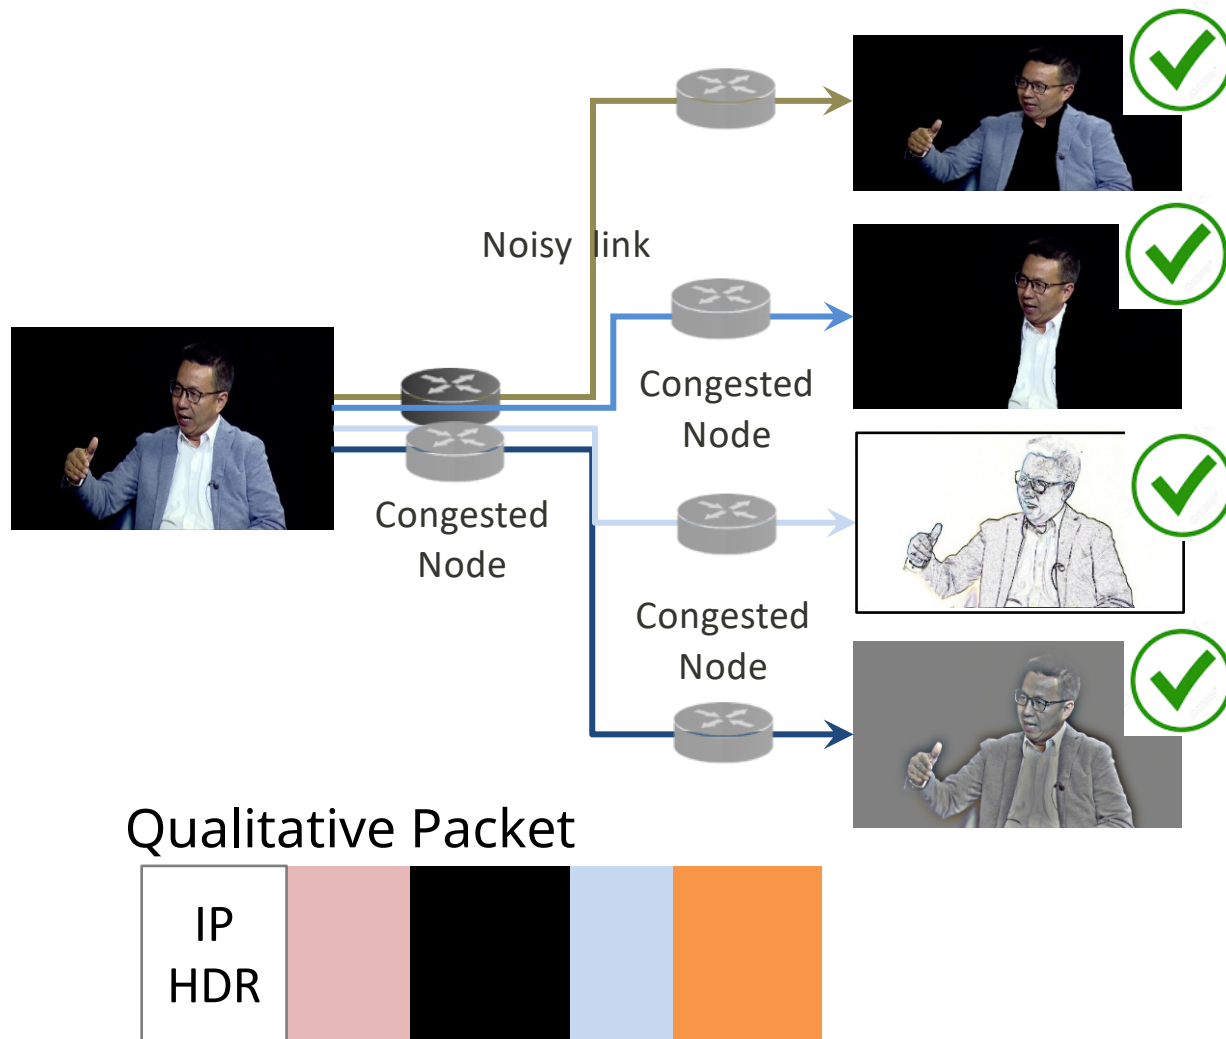 Noisy link
Congested
Node
Congested
Node
Congested
Node
Qualitative Packet
IP
HDR